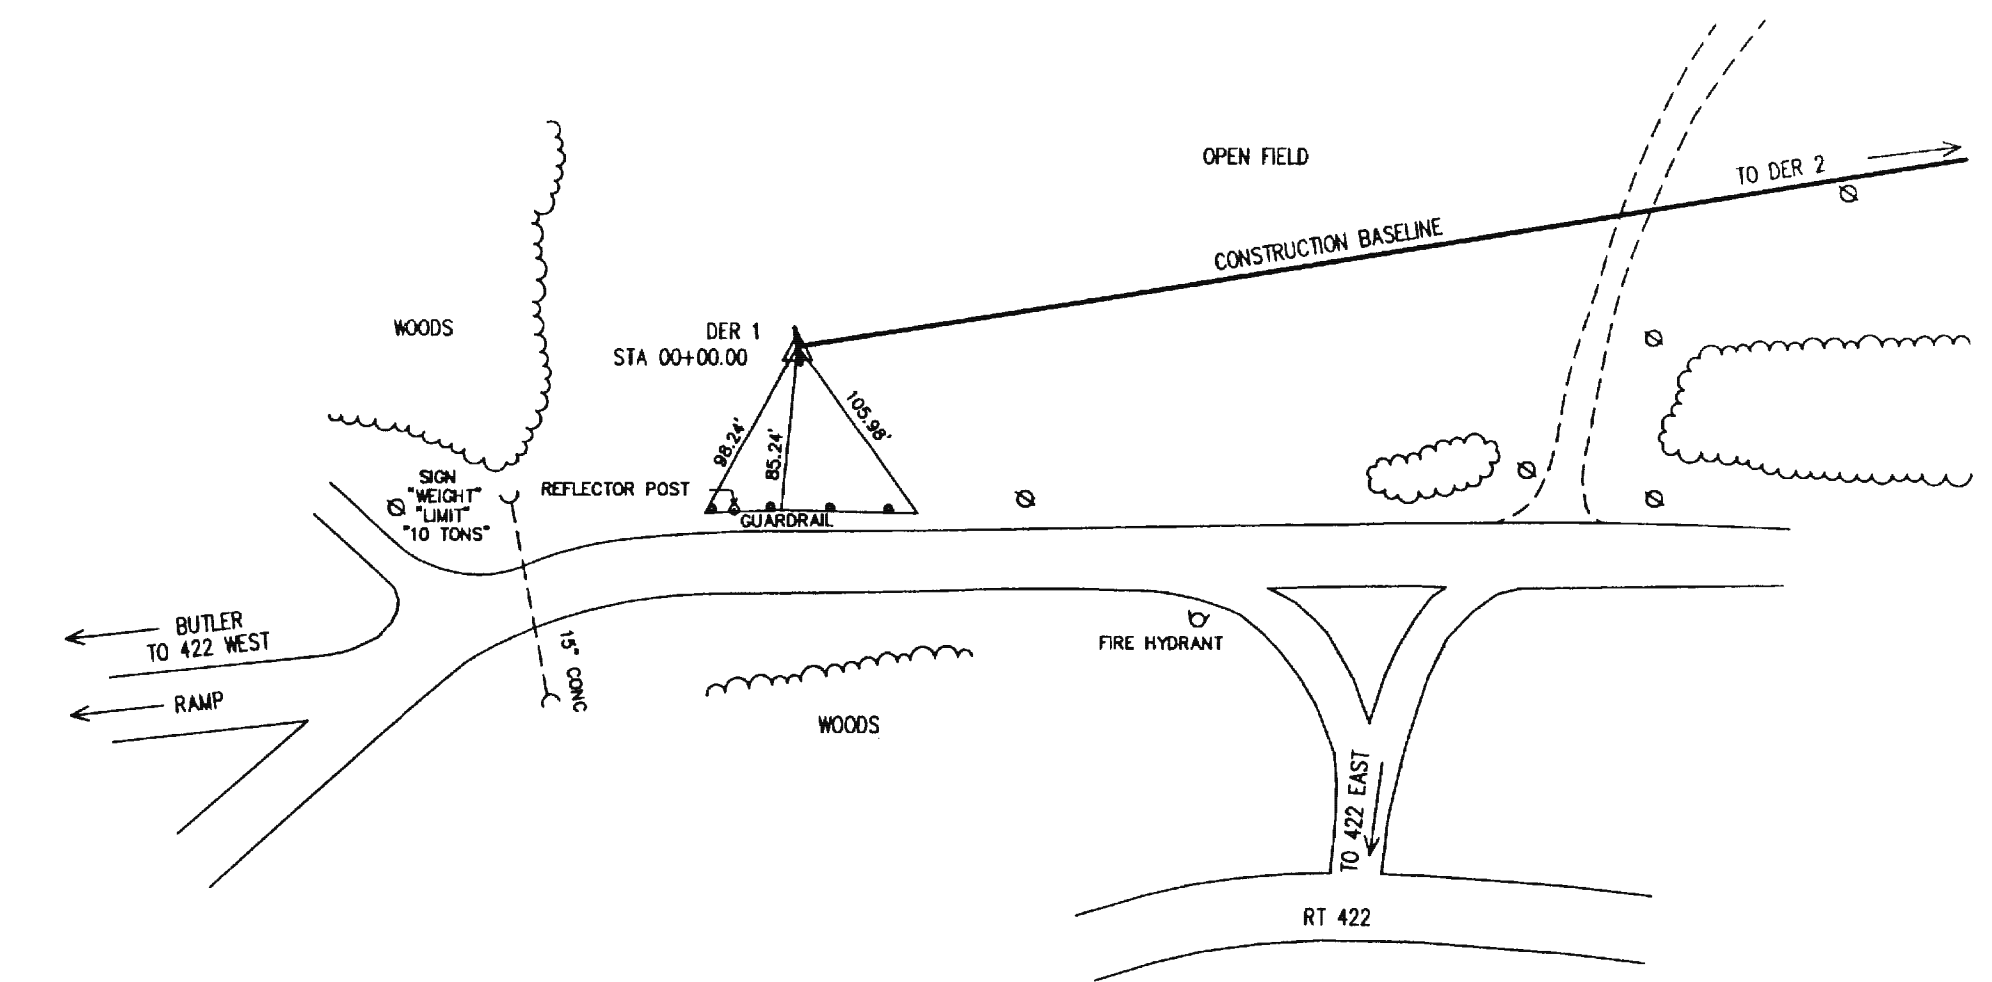 OPEN FIELD
TO DER 2
CONSTRUCTION BASELINE
WOODS
DER 1
STA 00+00.00
98.24'
85.24'
105.98'
SIGN
"WEIGHT"
"LIMIT"
"10 TONS"
REFLECTOR POST
GUARDRAIL
BUTLER
TO 422 WEST
RAMP
15" CONC
FIRE HYDRANT
WOODS
TO 422 EAST
RT 422